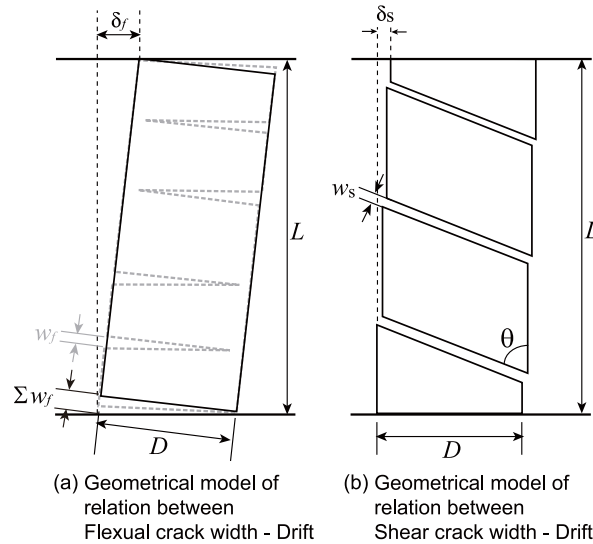 δf
δs
ws
L
L
wf
θ
Σ wf
D
D
(a) Geometrical model of
relation between
Flexual crack width - Drift
(b) Geometrical model of
relation between
Shear crack width - Drift